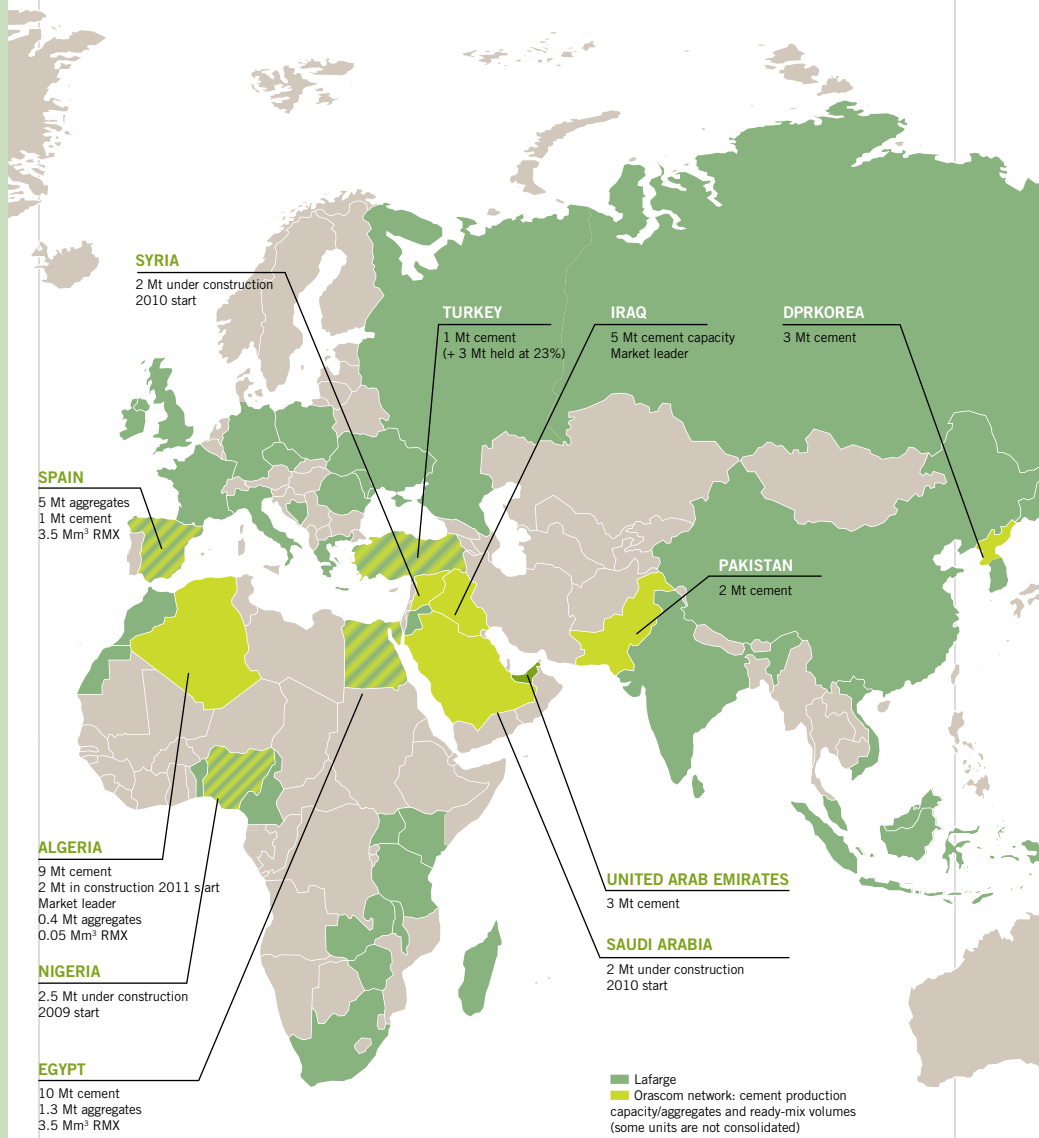 SYRIA
2 Mt under construction
2010 start
TURKEY
1 Mt cement
(+ 3 Mt held at 23%)
IRAQ
5 Mt cement capacity
Market leader
DPRKOREA
3 Mt cement
SPAIN
5 Mt aggregates
1 Mt cement
3.5 Mm³ RMX
PAKISTAN
2 Mt cement
ALGERIA
9 Mt cement
2 Mt in construction 2011 start
Market leader
0.4 Mt aggregates
0.05 Mm³ RMX
UNITED ARAB EMIRATES
3 Mt cement
SAUDI ARABIA
2 Mt under construction
2010 start
NIGERIA
2.5 Mt under construction
2009 start
EGYPT
10 Mt cement
1.3 Mt aggregates
3.5 Mm³ RMX
Lafarge
Orascom network: cement production
capacity/aggregates and ready-mix volumes
(some units are not consolidated)